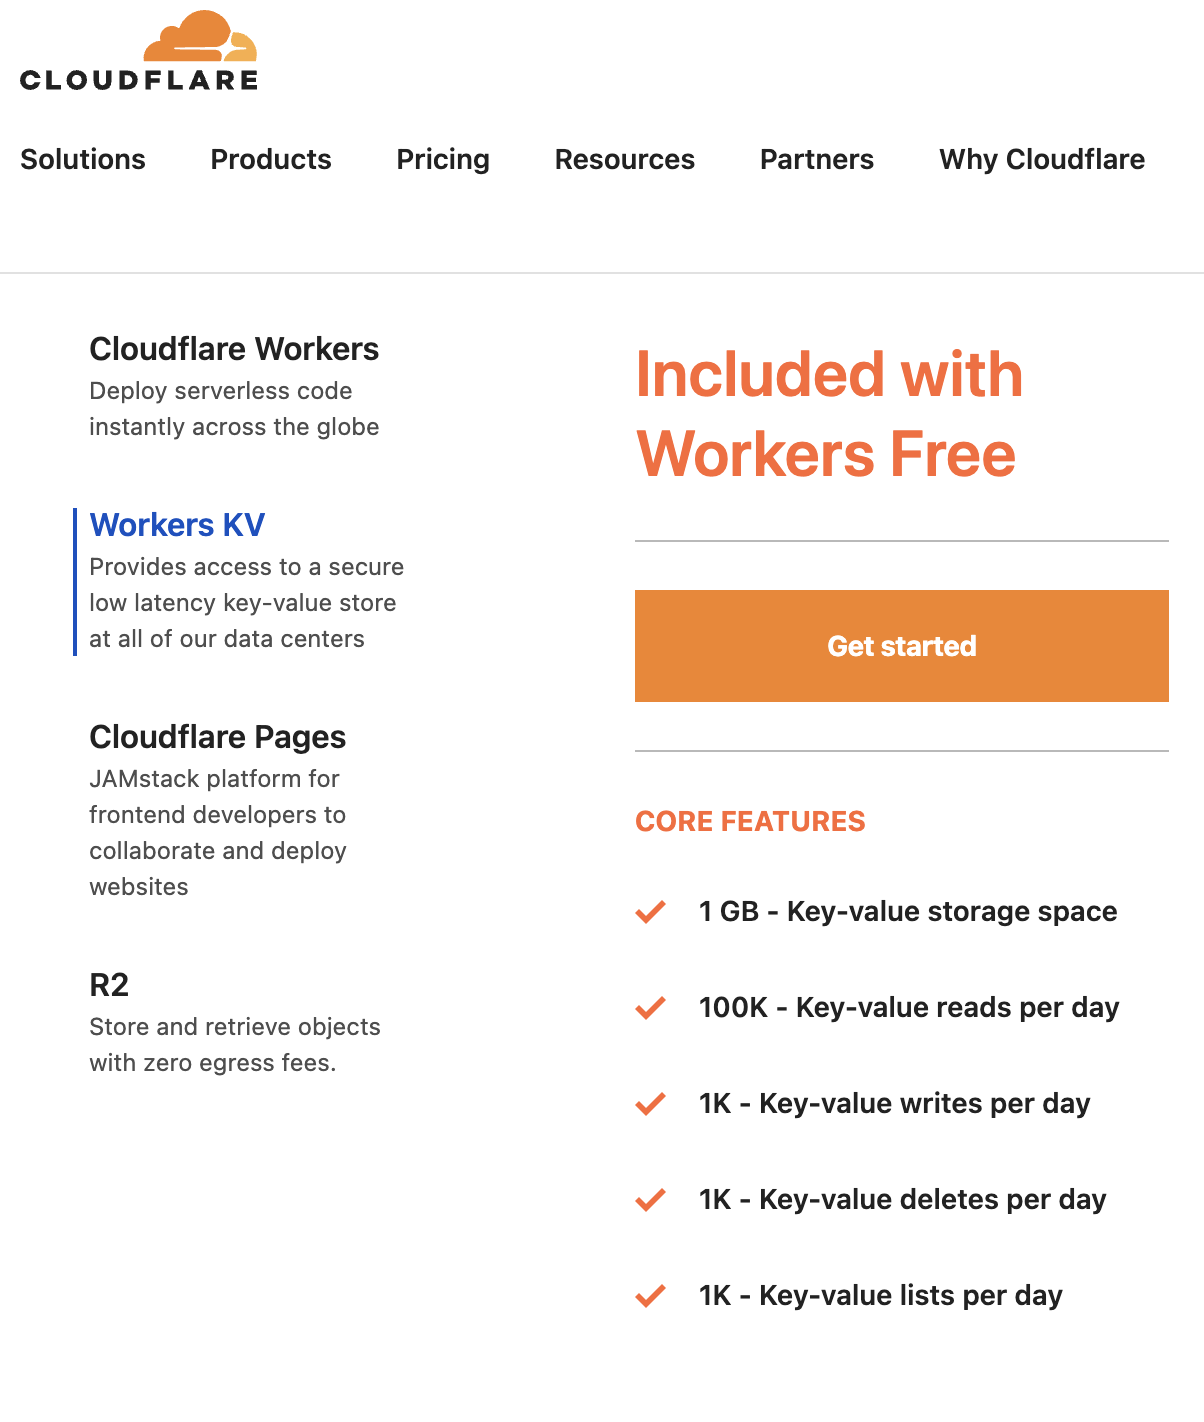 CLOUDFLARE
Solutions Products Pricing Resources Partners Why Cloudflare
Cloudflare Workers
Deploy serverless code
instantly across the globe
Workers KV
Provides access to a secure
low latency key-value store
at all of our data centers
Cloudflare Pages
JAMstack platform for
frontend developers to
collaborate and deploy
websites
R2
Store and retrieve objects
with zero egress fees.
Included with
Workers Free
Get started
CORE FEATURES
1 GB - Key-value storage space
100K - Key-value reads per day
1K - Key-value writes per day
1K - Key-value deletes per day
1K - Key-value lists per day